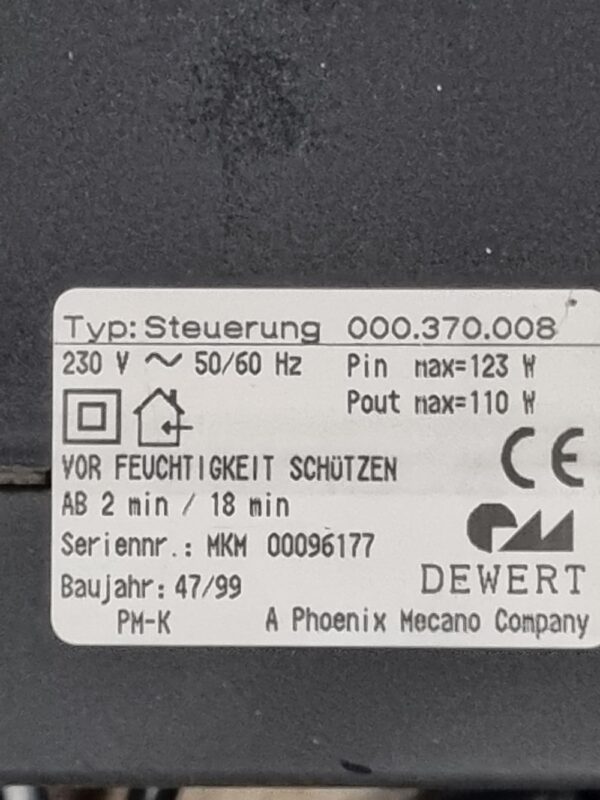 Typ: Steuerung 000.370.008
230 V ~ 50/60 Hz Pin max=123 W
Pout max=110 W
VOR FEUCHTIGKEIT SCHÜTZEN
CE
AB 2 min / 18 min
Seriennr.: MKM 00096177
DEWERT
Baujahr: 47/99
PM-K A Phoenix Mecano Company